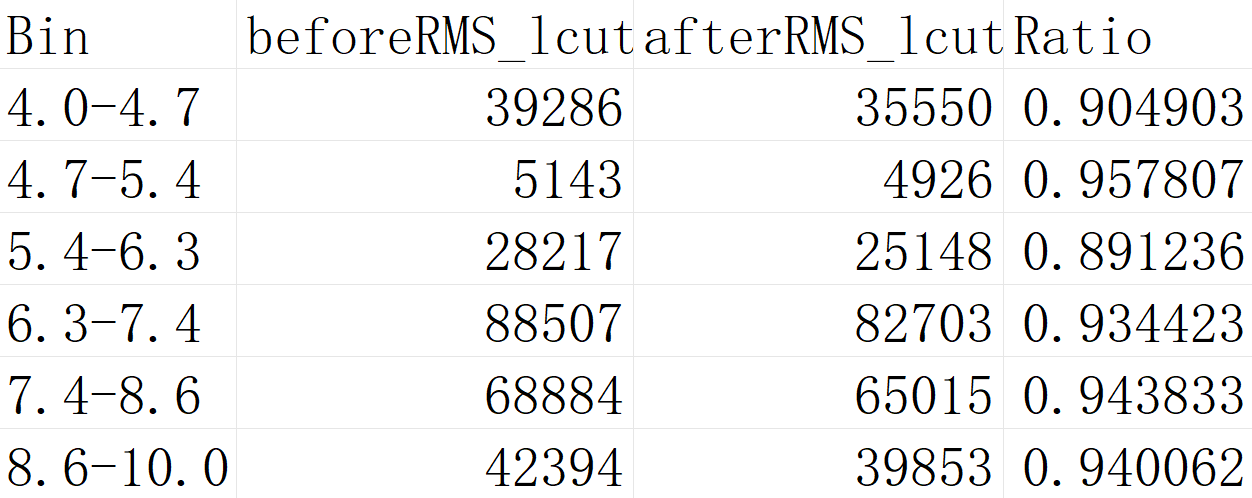 Bin beforeRMS_lcut afterRMS_lcut Ratio
4.0-4.7 39286 35550 0.904903
4.7-5.4 5143 4926 0.957807
5.4-6.3 28217 25148 0.891236
6.3-7.4 88507 82703 0.934423
7.4-8.6 68884 65015 0.943833
8.6-10.0 42394 39853 0.940062